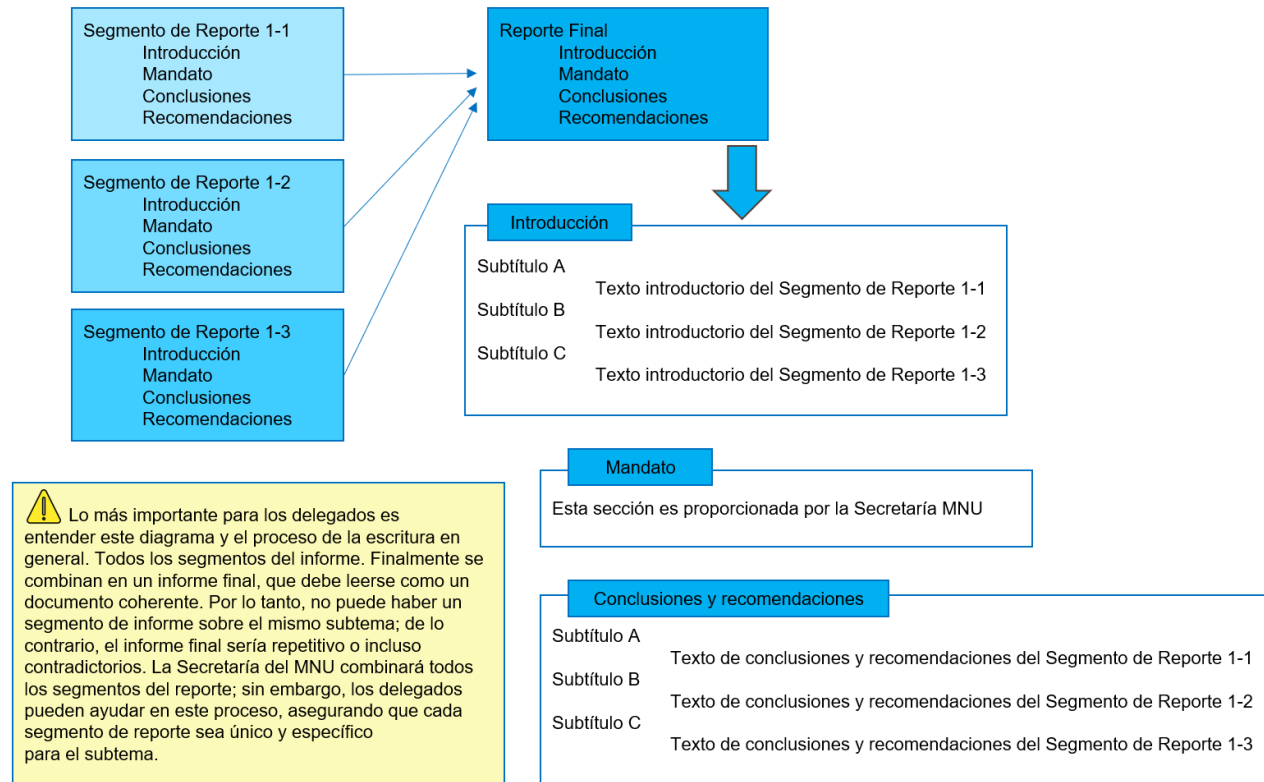 Segmento de Reporte 1-1
Introducción
Mandato
Conclusiones
Recomendaciones
Segmento de Reporte 1-2
Introducción
Mandato
Conclusiones
Recomendaciones
Segmento de Reporte 1-3
Introducción
Mandato
Conclusiones
Recomendaciones
Reporte Final
Introducción
Mandato
Conclusiones
Recomendaciones
Introducción
Subtítulo A
Texto introductorio del Segmento de Reporte 1-1
Subtítulo B
Texto introductorio del Segmento de Reporte 1-2
Subtítulo C
Texto introductorio del Segmento de Reporte 1-3
Mandato
Esta sección es proporcionada por la Secretaría MNU
Conclusiones y recomendaciones
Subtítulo A
Texto de conclusiones y recomendaciones del Segmento de Reporte 1-1
Subtítulo B
Texto de conclusiones y recomendaciones del Segmento de Reporte 1-2
Subtítulo C
Texto de conclusiones y recomendaciones del Segmento de Reporte 1-3
Lo más importante para los delegados es
entender este diagrama y el proceso de la escritura en
general. Todos los segmentos del informe. Finalmente se
combinan en un informe final, que debe leerse como un
documento coherente. Por lo tanto, no puede haber un
segmento de informe sobre el mismo subtema; de lo
contrario, el informe final sería repetitivo o incluso
contradictorios. La Secretaría del MNU combinará todos
los segmentos del reporte; sin embargo, los delegados
pueden ayudar en este proceso, asegurando que cada
segmento de reporte sea único y específico
para el subtema.